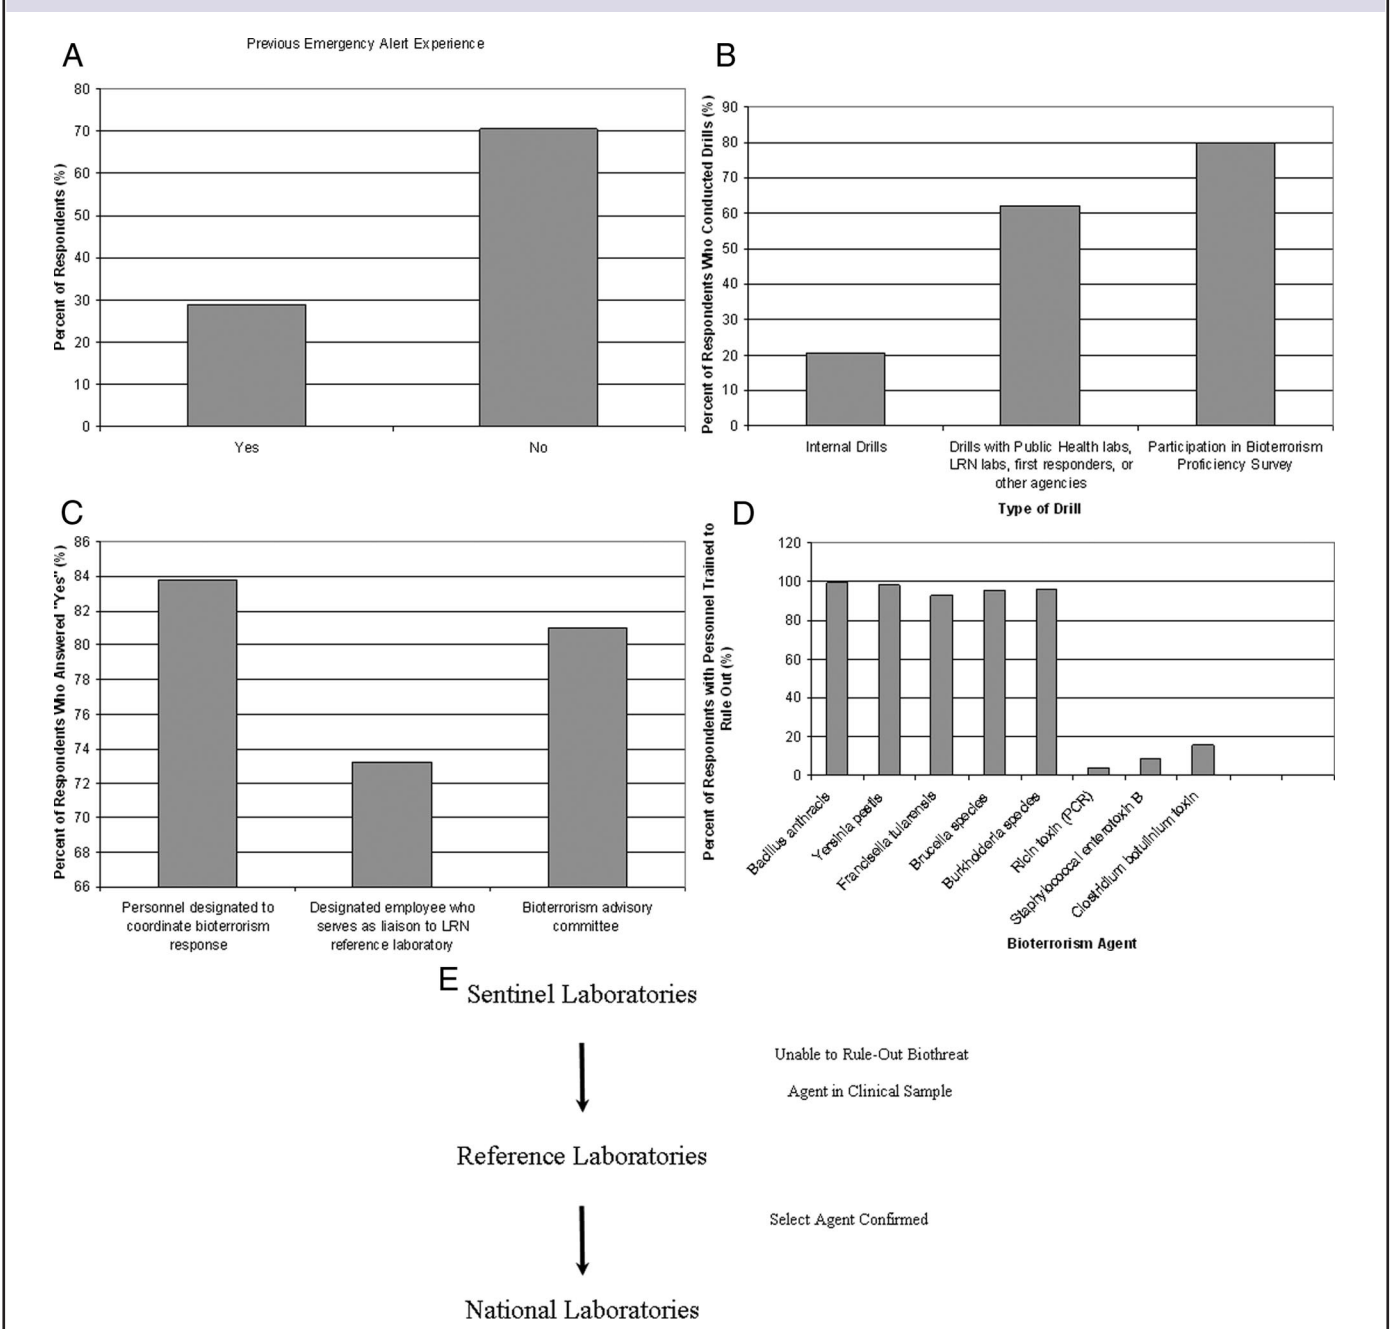 A
Previous Emergency Alert Experience
Percent of Respondents (%)
80
70
60
50
40
30
20
10
0
Yes
No
B
Percent of Respondents Who Conducted Drills (%)
90
80
70
60
50
40
30
20
10
0
Internal Drills
Drills with Public Health labs,
LRN labs, first responders, or
other agencies
Participation in Bioterrorism
Proficiency Survey
Type of Drill
C
Percent of Respondents Who Answered "Yes" (%)
86
84
82
80
78
76
74
72
70
68
66
Personnel designated to
coordinate bioterrorism
response
Designated employee who
serves as liaison to LRN
reference laboratory
Bioterrorism advisory
committee
D
Percent of Respondents with Personnel Trained to
Rule Out (%)
120
100
80
60
40
20
0
Bacillus anthracis
Yersinia pestis
Francisella tularensis
Brucella species
Burkholderia species
Ricin toxin (PCR)
Staphylococcal enterotoxin B
Clostridium botulinium toxin
Bioterrorism Agent
E
Sentinel Laboratories
Unable to Rule-Out Biothreat
Agent in Clinical Sample
Reference Laboratories
Select Agent Confirmed
National Laboratories